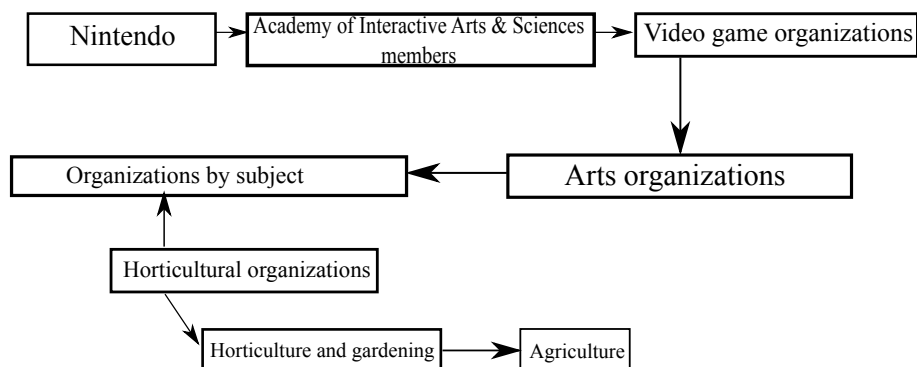 Nintendo
Academy of Interactive Arts & Sciences
members
Video game organizations
Organizations by subject
Arts organizations
Horticultural organizations
Horticulture and gardening
Agriculture